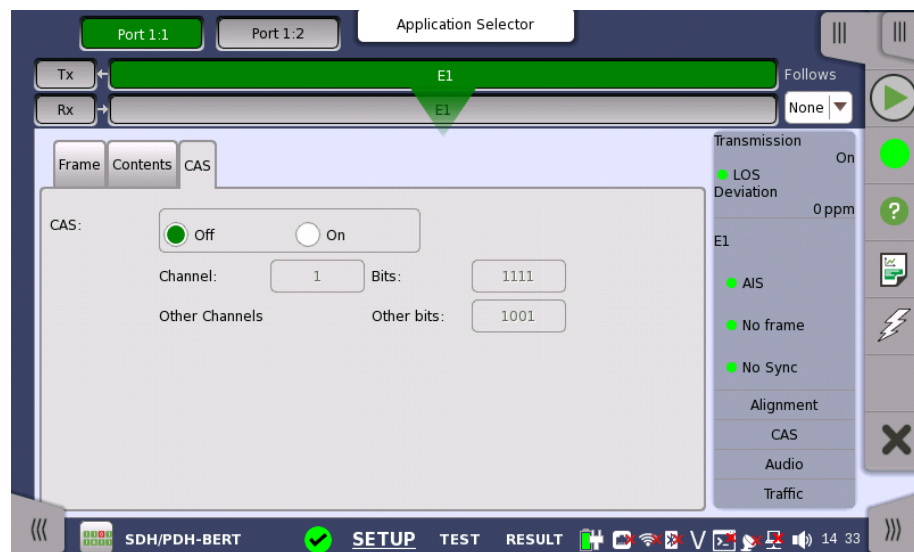 Application Selector
Port 1:1 Port 1:2
Tx E1 Follows
Rx E1 None
Frame Contents CAS
CAS: Off On
Channel: 1 Bits: 1111
Other Channels Other bits: 1001
Transmission
On
LOS
Deviation
0 ppm
E1
AIS
No frame
No Sync
Alignment
CAS
Audio
Traffic
SDH/PDH-BERT SETUP TEST RESULT V 14 33